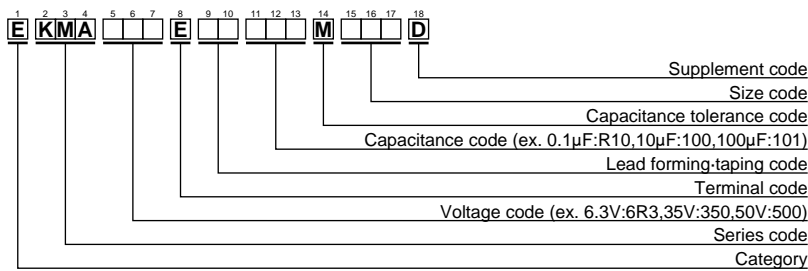 1 2 3 4 5 6 7 8 9 10 11 12 13 14 15 16 17 18
E KMA E M D
Supplement code
Size code
Capacitance tolerance code
Capacitance code (ex. 0.1μF:R10,10μF:100,100μF:101)
Lead forming·taping code
Terminal code
Voltage code (ex. 6.3V:6R3,35V:350,50V:500)
Series code
Category